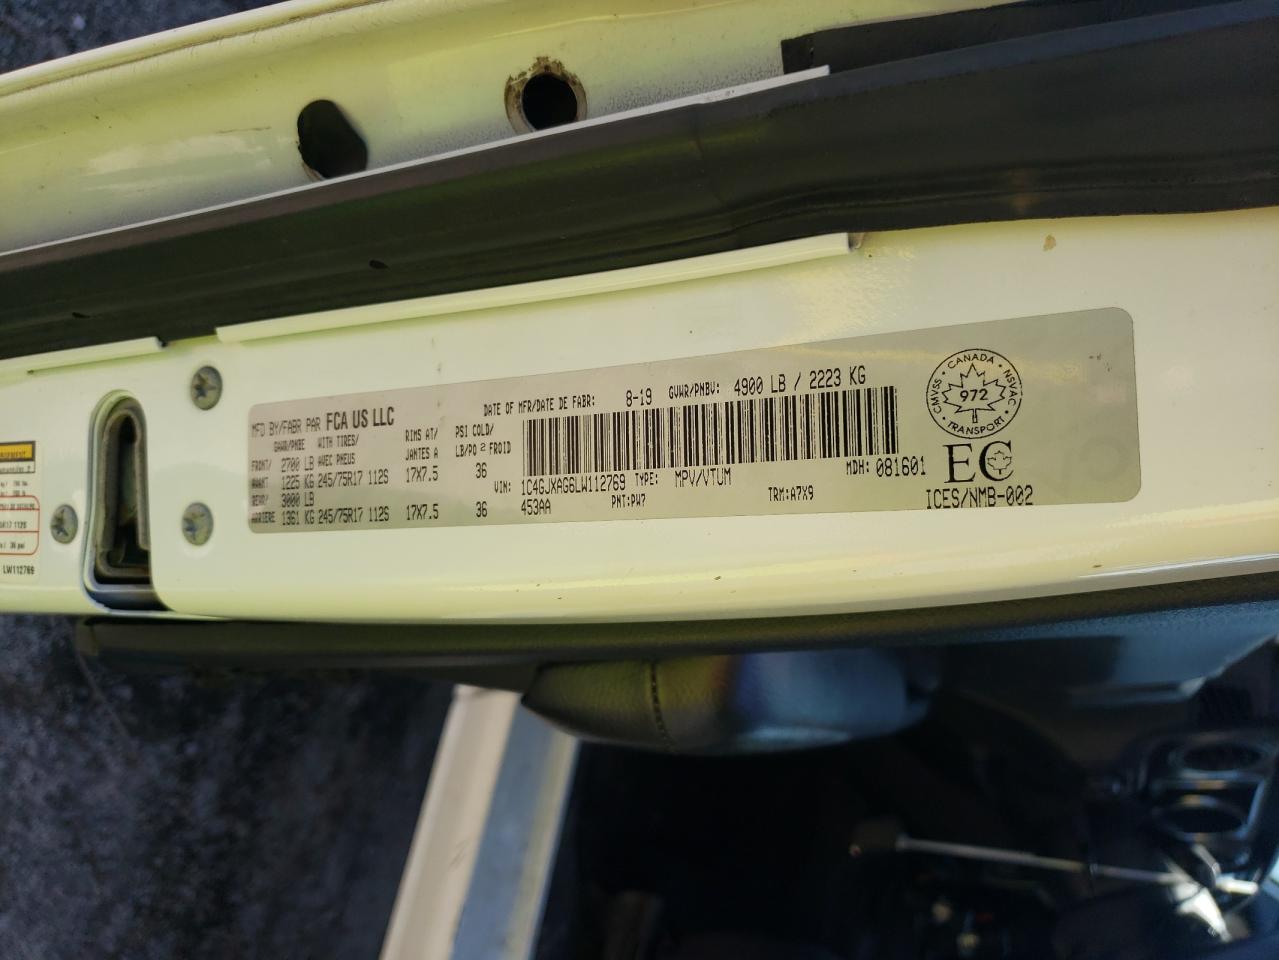 MFD BY/FABR PAR FCA US LLC
DATE OF MFR/DATE DE FABR: 8-19 GVWR/PNBV: 4900 LB / 2223 KG
GAWR/PNBE WITH TIRES/ RIMS AT/ PSI COLD/
AVEC PNEUS JANTES A LB/PO 2 FROID
FRONT/ 2700 LB
AVANT 1225 KG 245/75R17 112S 17X7.5 36
REAR/ 3000 LB
ARRIERE 1361 KG 245/75R17 112S 17X7.5 36
VIN: 1C4GJXAG6LW112769 TYPE: MPV/VTUM MDH: 081601
453AA PNT:PW7 TRM:A7X9
CMVSS · CANADA · NSVAC · TRANSPORT
972
EC
ICES/NMB-002
36 psi
LW112769